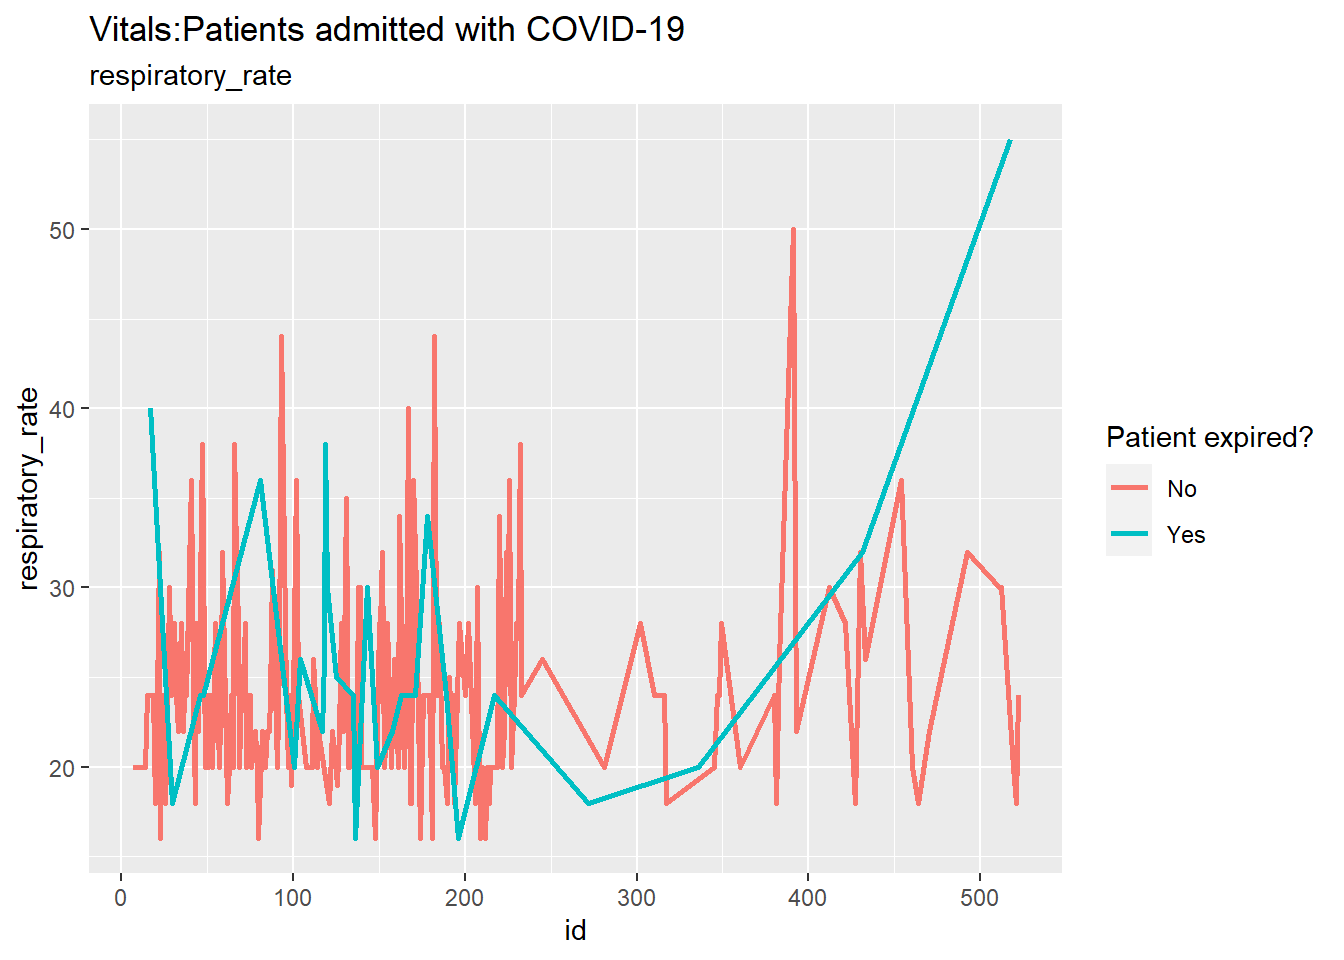 Vitals:Patients admitted with COVID-19
respiratory_rate
respiratory_rate
50
40
30
20
0 100 200 300 400 500
id
Patient expired?
No
Yes